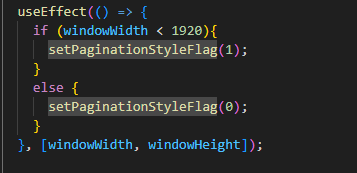 useEffect(() => {
  if (windowWidth < 1920){
    setPaginationStyleFlag(1);
  }
  else {
    setPaginationStyleFlag(0);
  }
}, [windowWidth, windowHeight]);